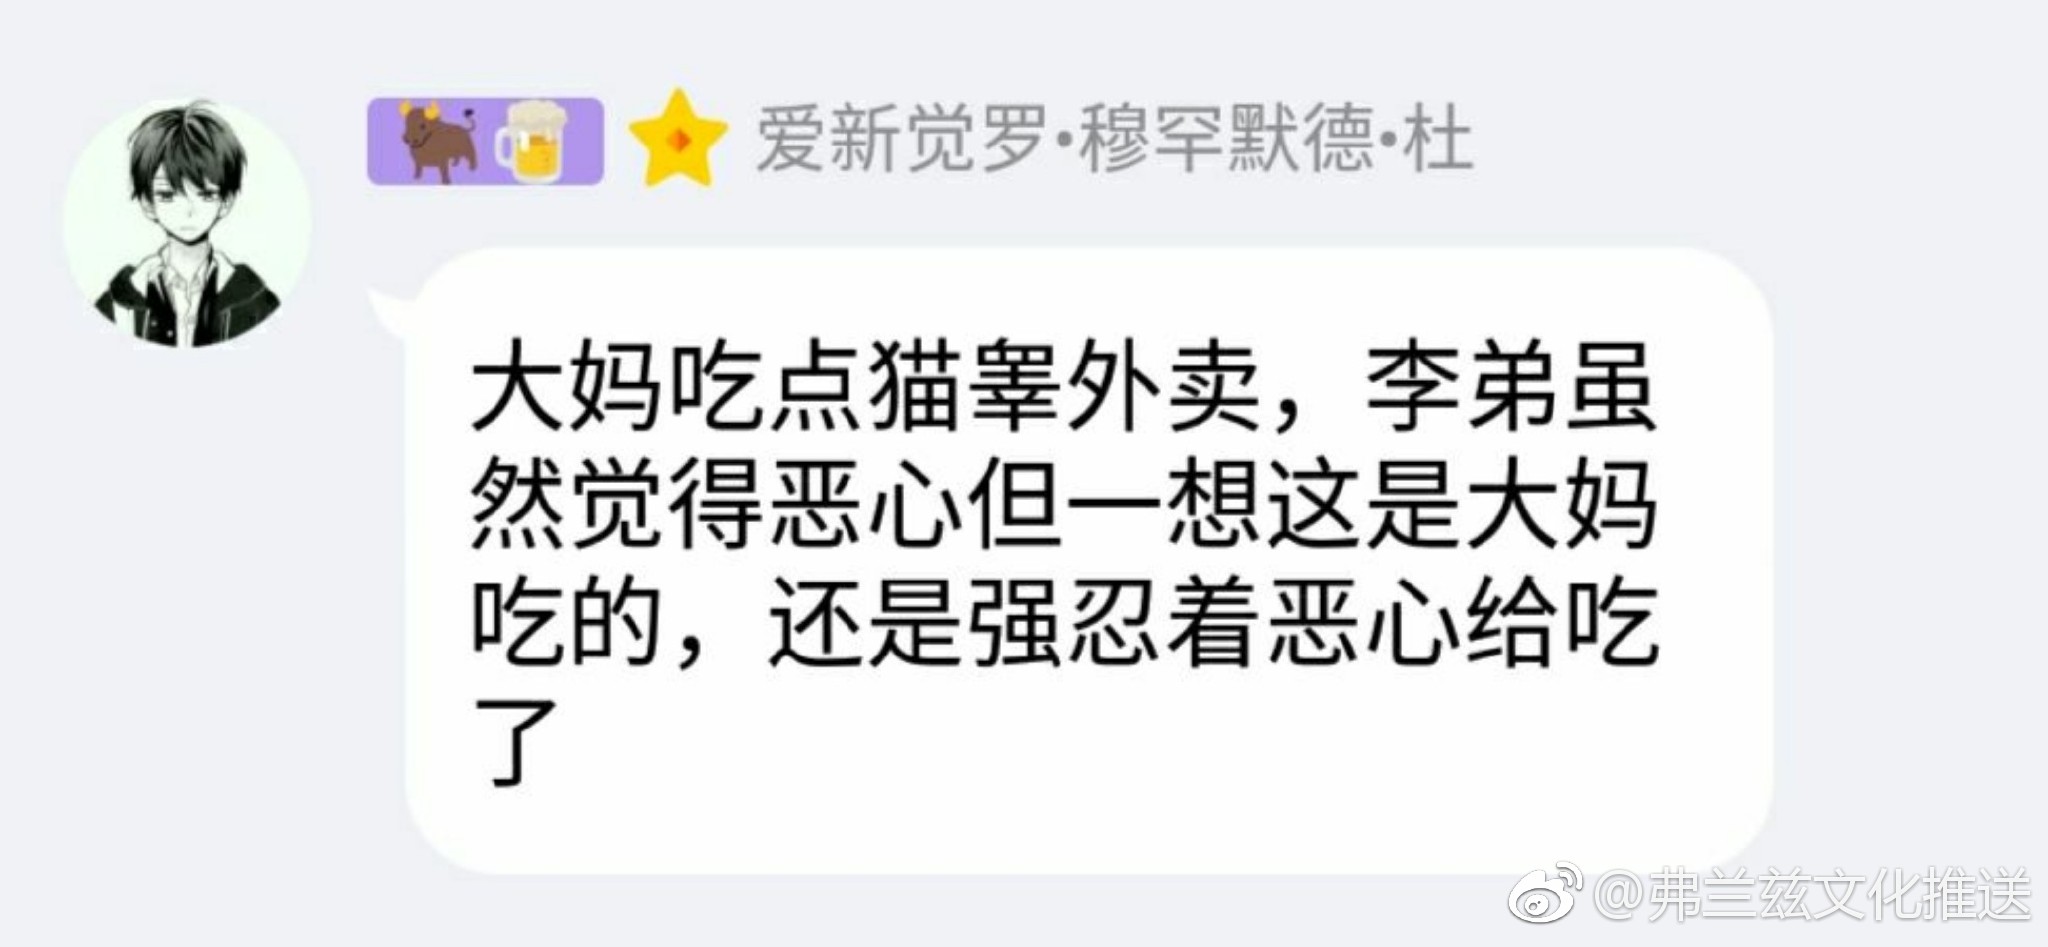 爱新觉罗·穆罕默德·杜
大妈吃点猫睾外卖，李弟虽
然觉得恶心但一想这是大妈
吃的，还是强忍着恶心给吃
了
@弗兰兹文化推送